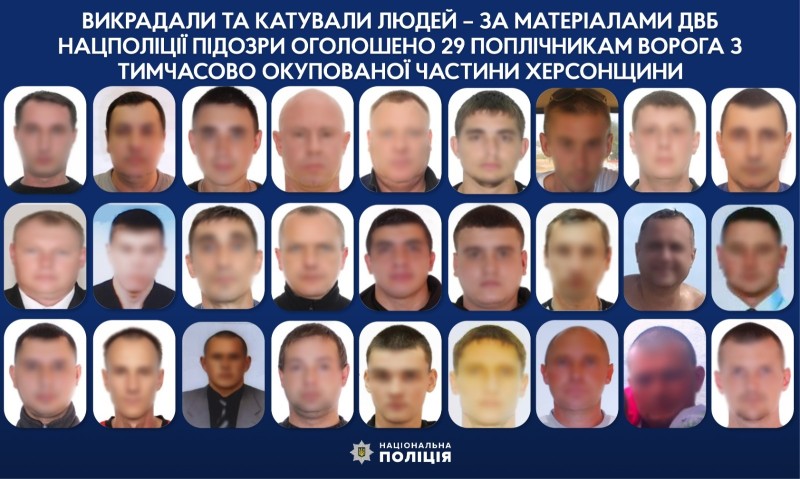 ВИКРАДАЛИ ТА КАТУВАЛИ ЛЮДЕЙ – ЗА МАТЕРІАЛАМИ ДВБ
НАЦПОЛІЦІЇ ПІДОЗРИ ОГОЛОШЕНО 29 ПОПЛІЧНИКАМ ВОРОГА З
ТИМЧАСОВО ОКУПОВАНОЇ ЧАСТИНИ ХЕРСОНЩИНИ
НАЦІОНАЛЬНА
ПОЛІЦІЯ